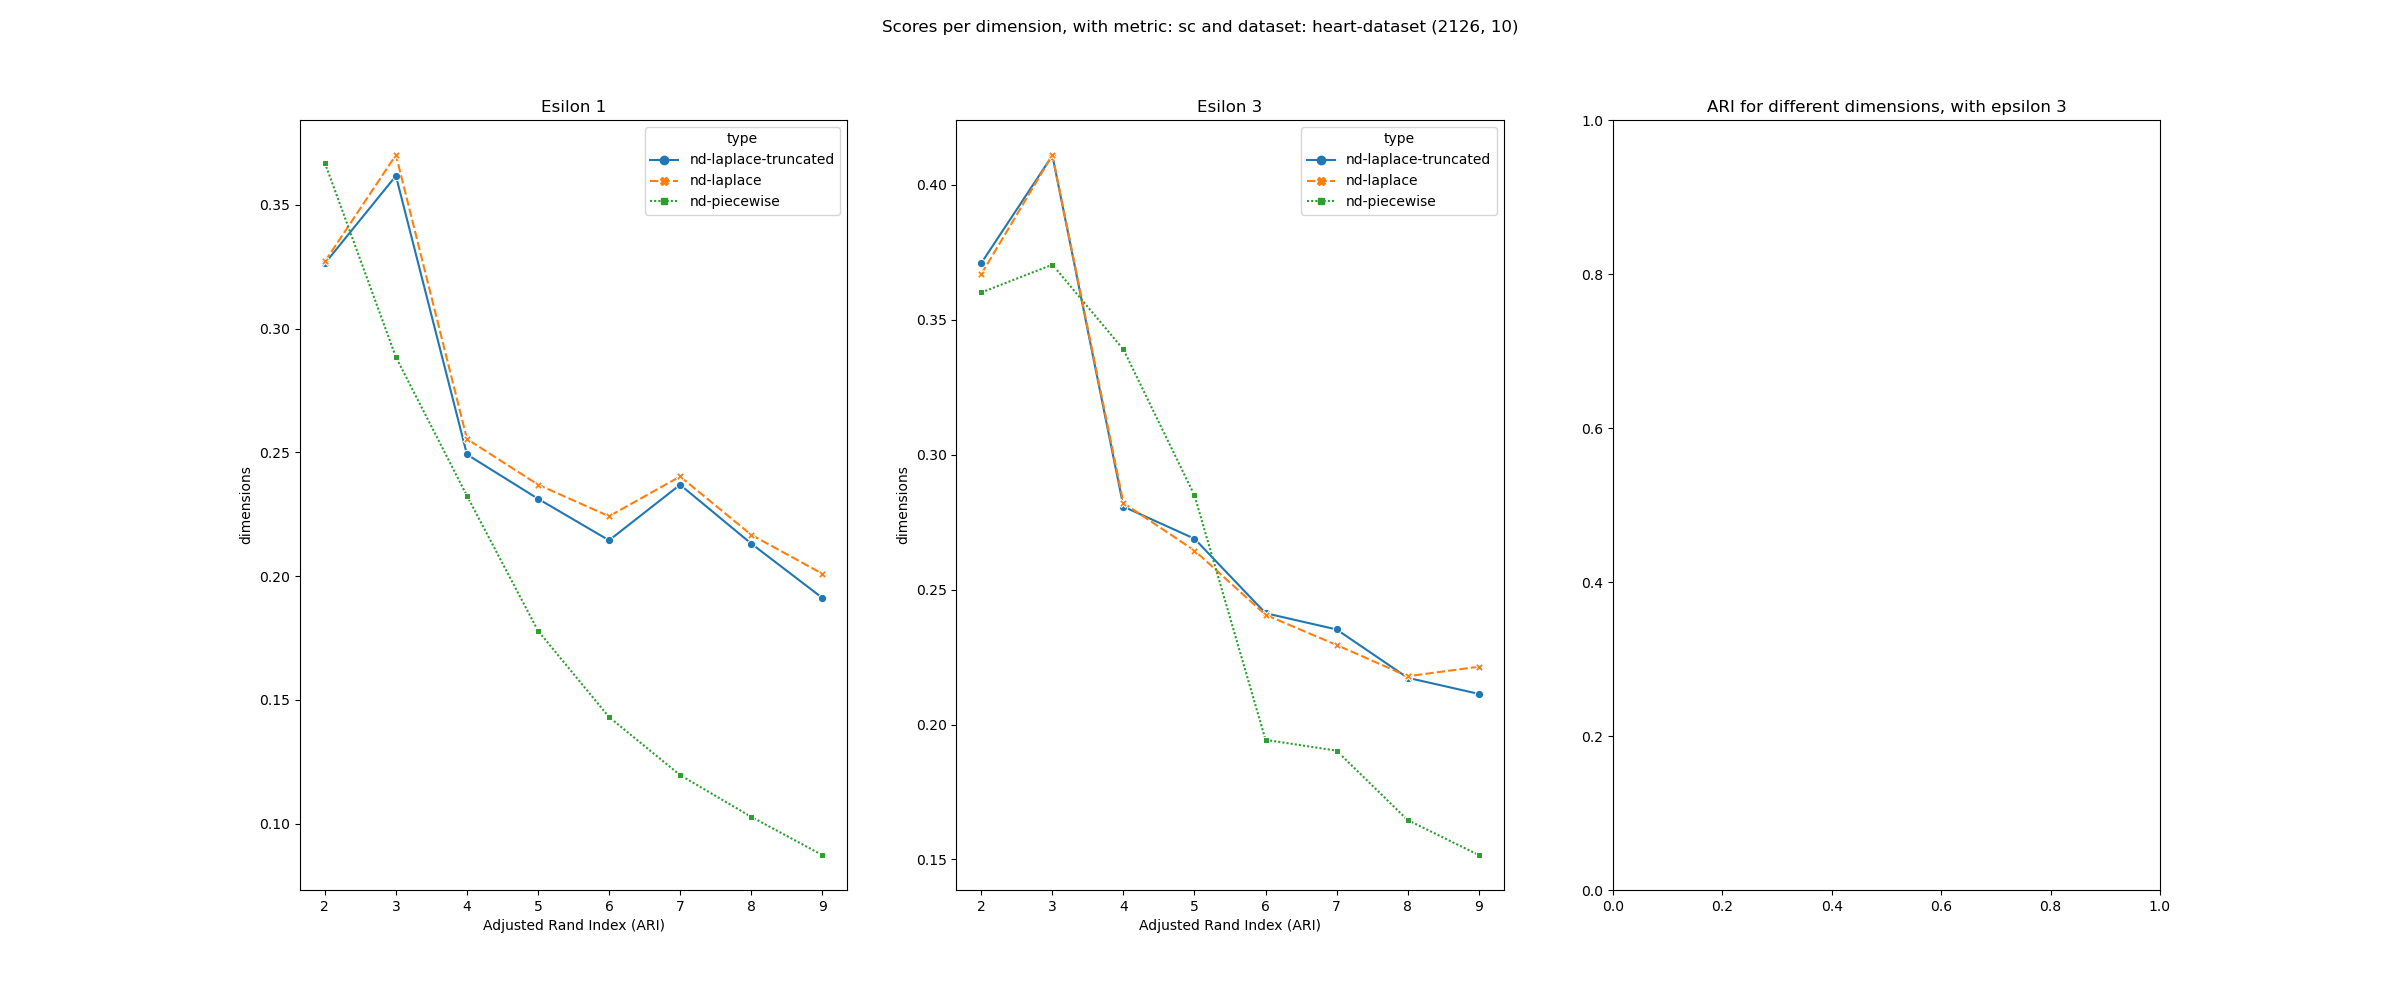 Scores per dimension, with metric: sc and dataset: heart-dataset (2126, 10)
Esilon 1
type
nd-laplace-truncated
nd-laplace
nd-piecewise
0.35
0.30
0.25
0.20
0.15
0.10
dimensions
2 3 4 5 6 7 8 9
Adjusted Rand Index (ARI)
Esilon 3
type
nd-laplace-truncated
nd-laplace
nd-piecewise
0.40
0.35
0.30
0.25
0.20
0.15
dimensions
2 3 4 5 6 7 8 9
Adjusted Rand Index (ARI)
ARI for different dimensions, with epsilon 3
1.0
0.8
0.6
0.4
0.2
0.0
0.0 0.2 0.4 0.6 0.8 1.0